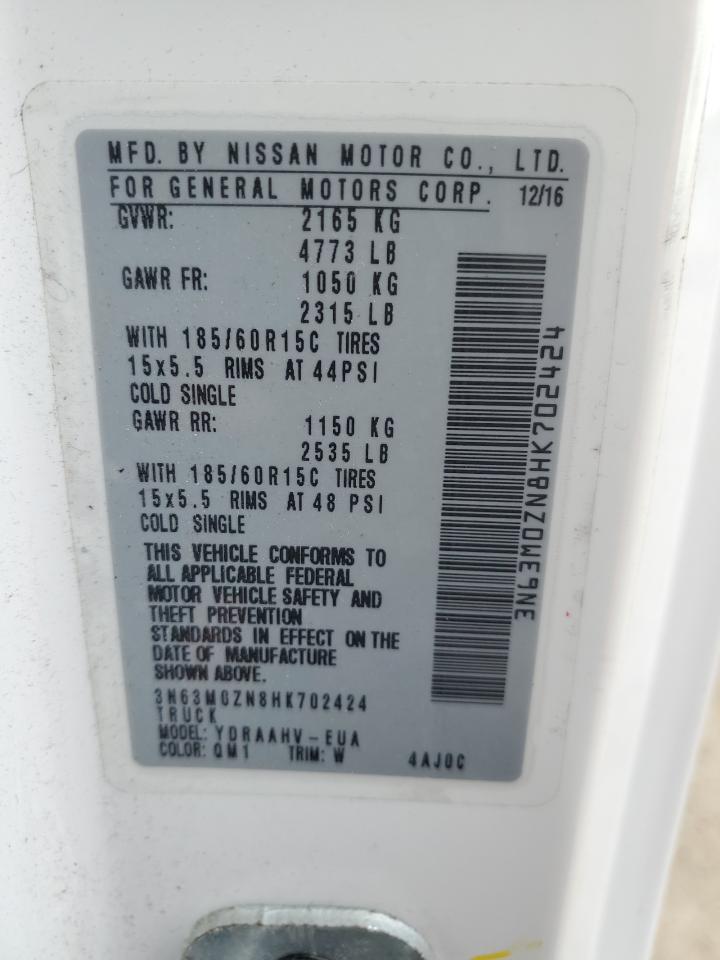 MFD. BY NISSAN MOTOR CO., LTD.
FOR GENERAL MOTORS CORP. 12/16
GVWR: 2165 KG
4773 LB
GAWR FR: 1050 KG
2315 LB
WITH 185/60R15C TIRES
15x5.5 RIMS AT 44PSI
COLD SINGLE
GAWR RR: 1150 KG
2535 LB
WITH 185/60R15C TIRES
15x5.5 RIMS AT 48 PSI
COLD SINGLE
THIS VEHICLE CONFORMS TO
ALL APPLICABLE FEDERAL
MOTOR VEHICLE SAFETY AND
THEFT PREVENTION
STANDARDS IN EFFECT ON THE
DATE OF MANUFACTURE
SHOWN ABOVE.
3N63M0ZN8HK702424
TRUCK
MODEL: YDRAAHV-EUA
COLOR: QM1 TRIM: W 4AJ0C
3N63M0ZN8HK702424